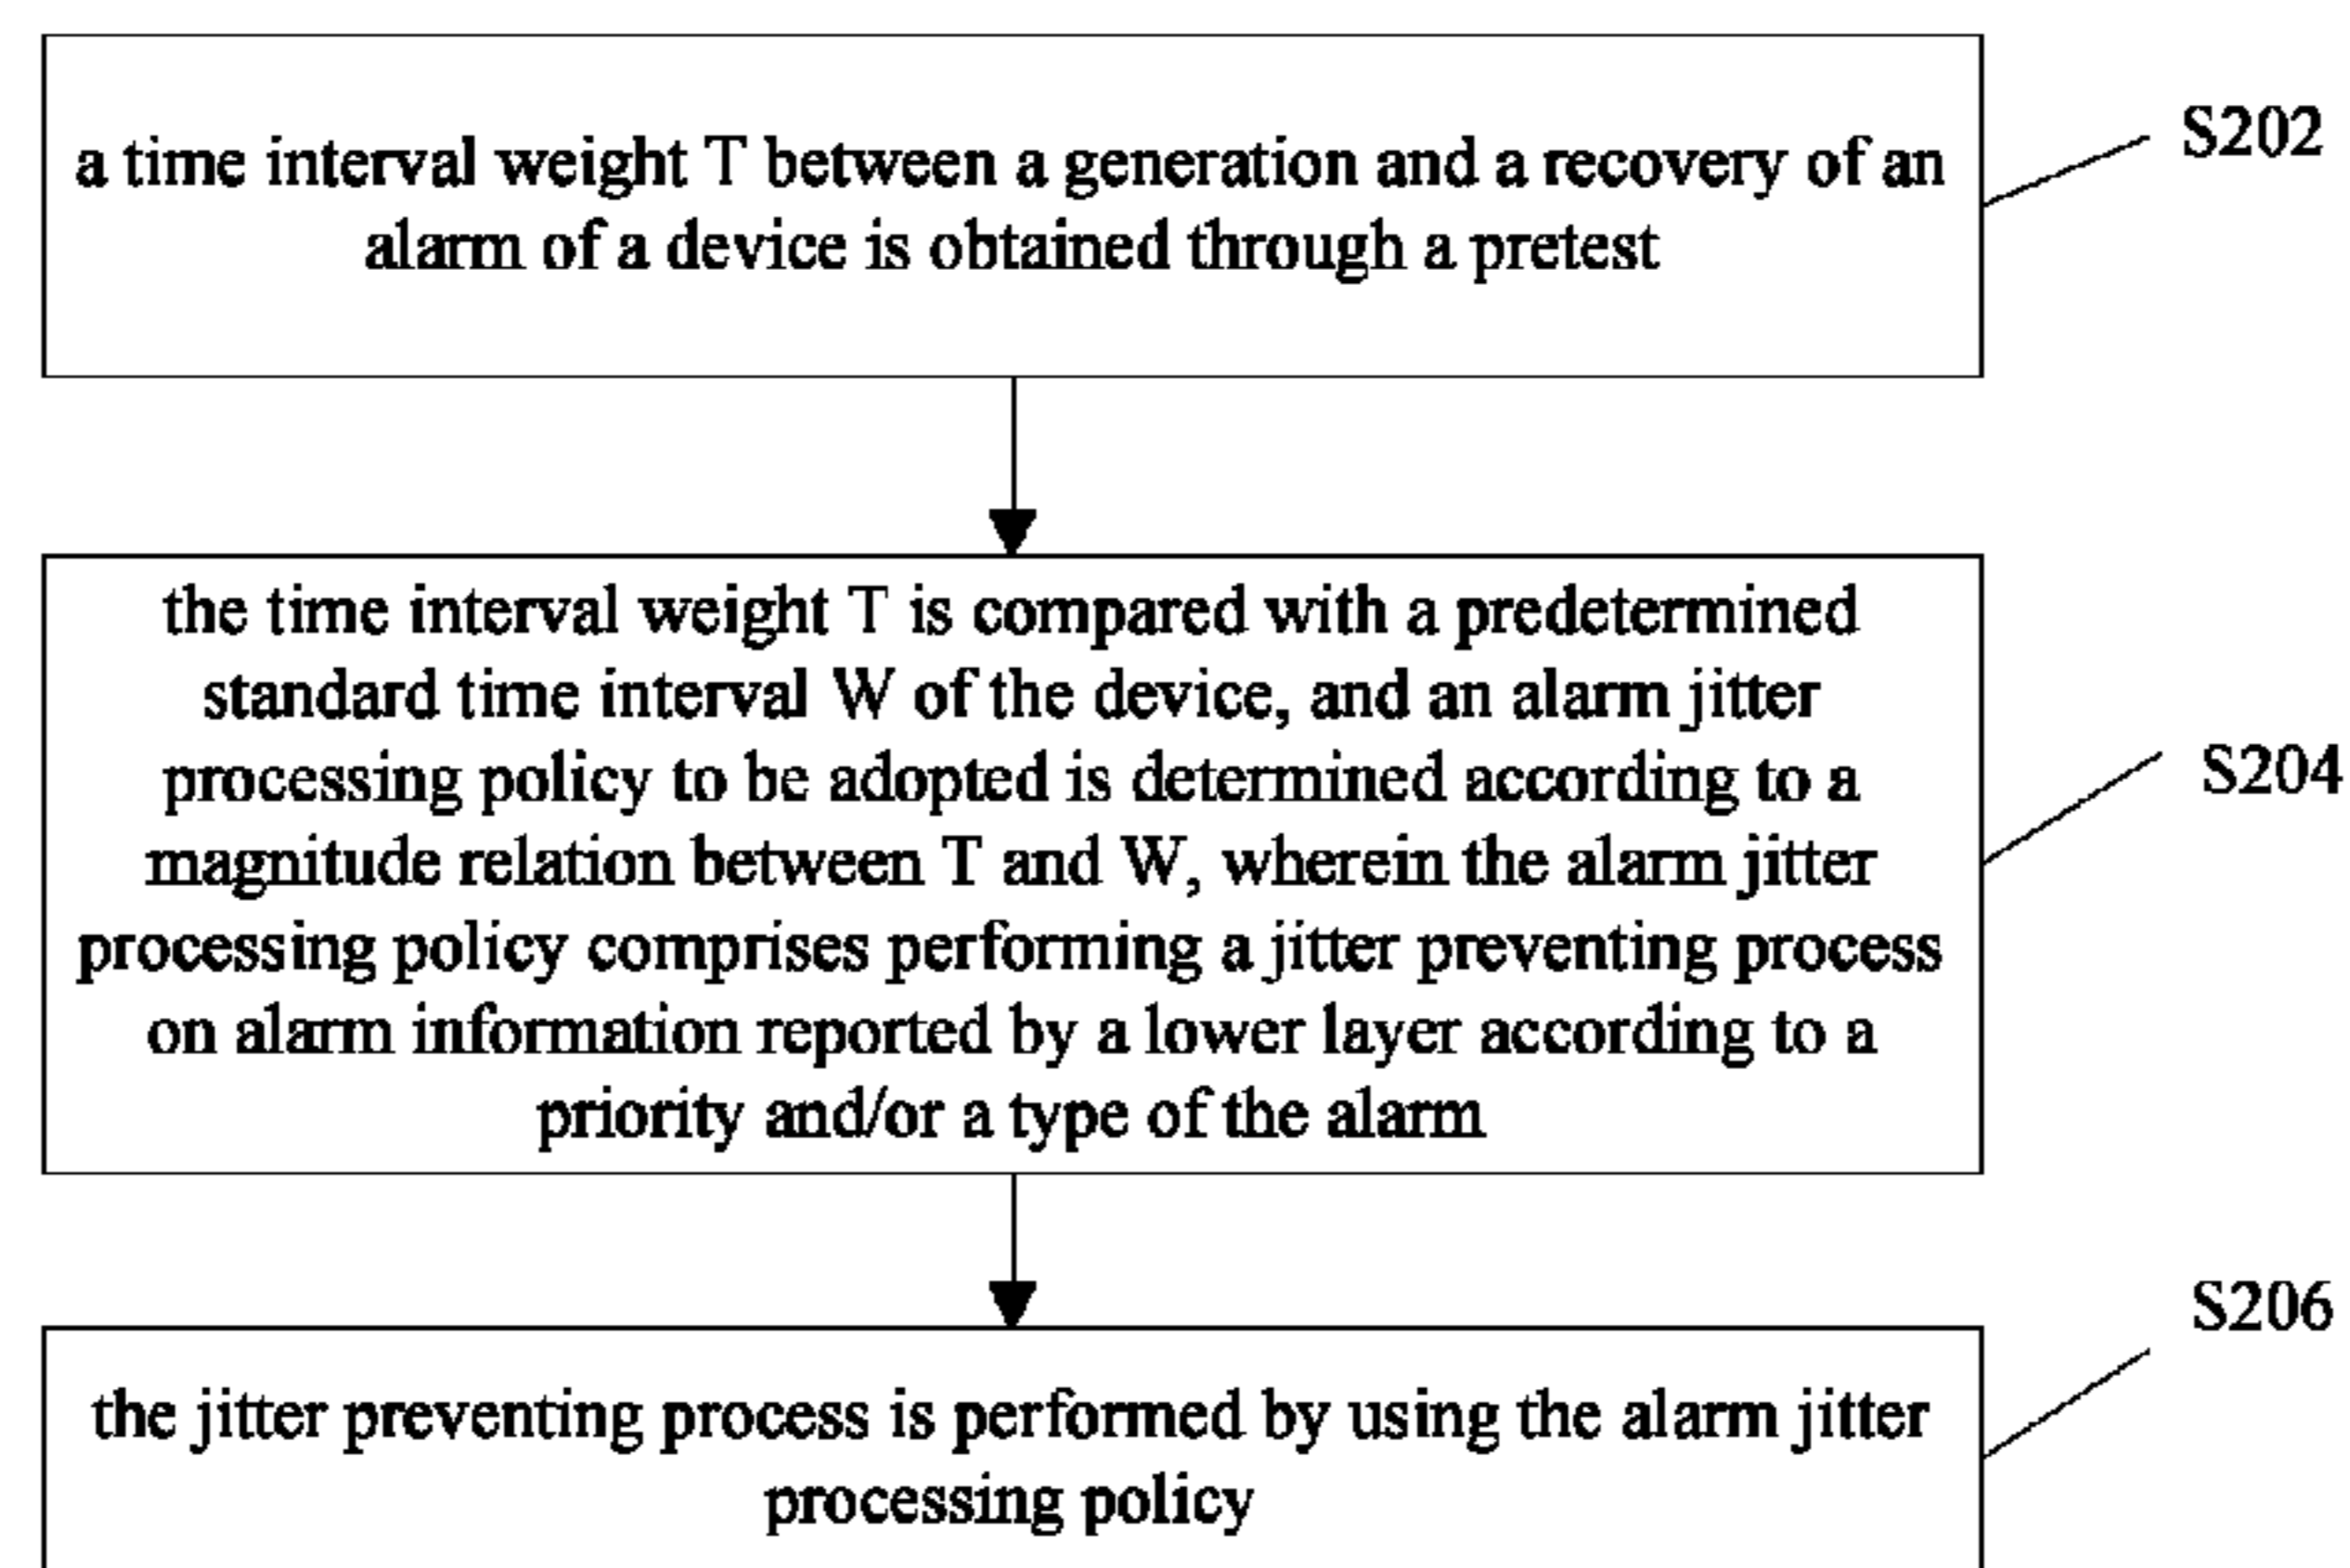 a time interval weight T between a generation and a recovery of an
alarm of a device is obtained through a pretest
S202
the time interval weight T is compared with a predetermined
standard time interval W of the device, and an alarm jitter
processing policy to be adopted is determined according to a
magnitude relation between T and W, wherein the alarm jitter
processing policy comprises performing a jitter preventing process
on alarm information reported by a lower layer according to a
priority and/or a type of the alarm
S204
the jitter preventing process is performed by using the alarm jitter
processing policy
S206